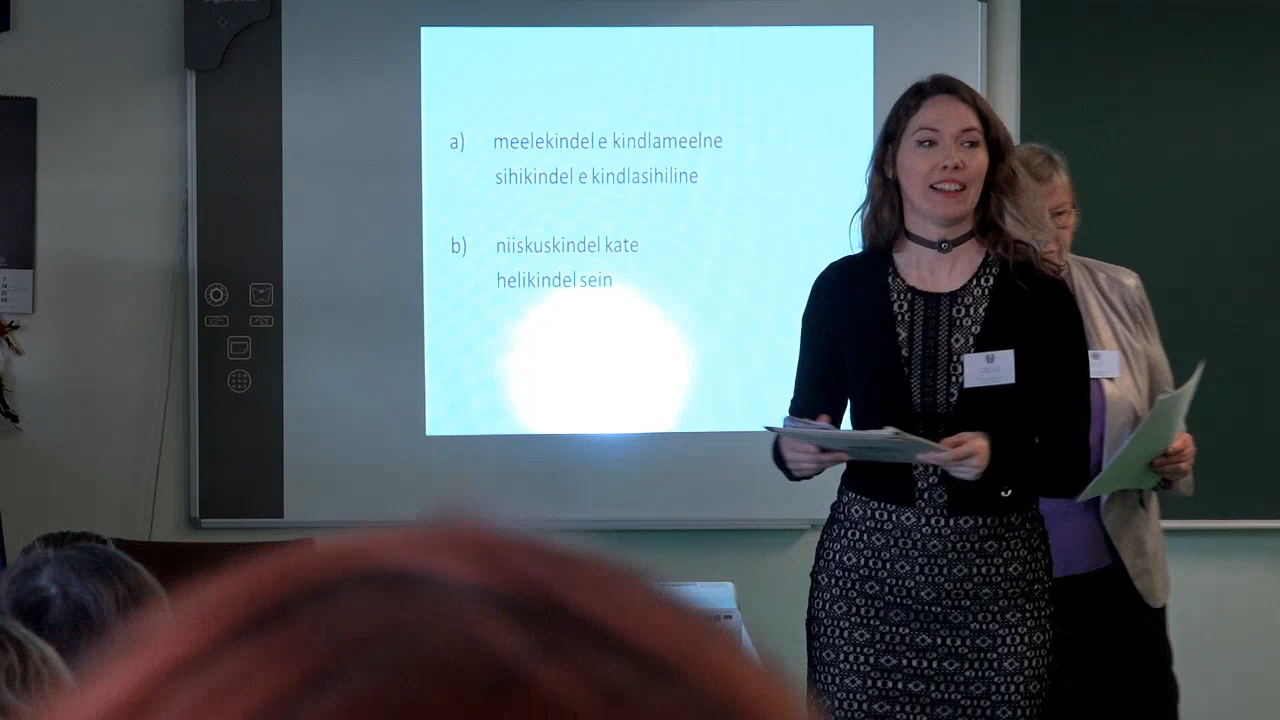 a) meelekindel e kindlameelne
sihikindel e kindlasihiline
b) niiskuskindel kate
helikindel sein